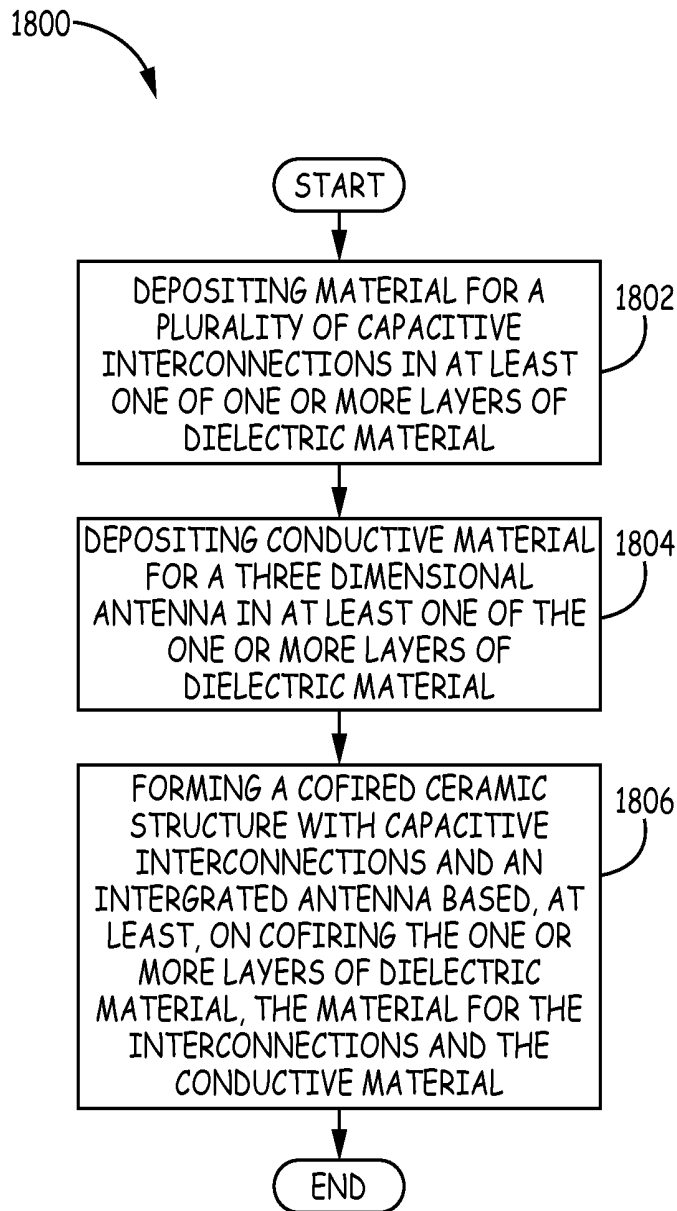 1800
START
DEPOSITING MATERIAL FOR A
PLURALITY OF CAPACITIVE
INTERCONNECTIONS IN AT LEAST
ONE OF ONE OR MORE LAYERS OF
DIELECTRIC MATERIAL
1802
DEPOSITING CONDUCTIVE MATERIAL
FOR A THREE DIMENSIONAL
ANTENNA IN AT LEAST ONE OF THE
ONE OR MORE LAYERS OF
DIELECTRIC MATERIAL
1804
FORMING A COFIRED CERAMIC
STRUCTURE WITH CAPACITIVE
INTERCONNECTIONS AND AN
INTERGRATED ANTENNA BASED, AT
LEAST, ON COFIRING THE ONE OR
MORE LAYERS OF DIELECTRIC
MATERIAL, THE MATERIAL FOR THE
INTERCONNECTIONS AND THE
CONDUCTIVE MATERIAL
1806
END